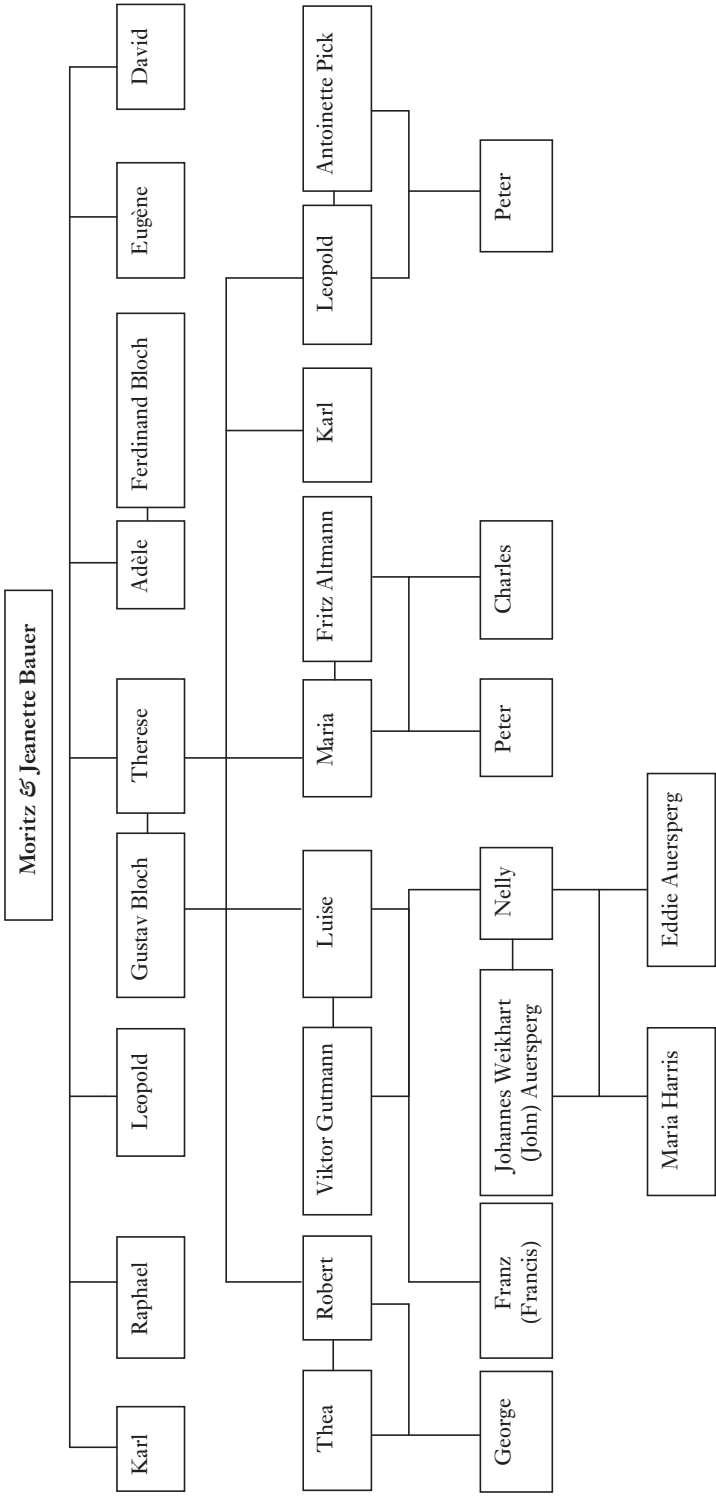 Moritz & Jeanette Bauer
Karl
Raphael
Leopold
Gustav Bloch
Therese
Adèle
Ferdinand Bloch
Eugène
David
Thea
Robert
Viktor Gutmann
Luise
Maria
Fritz Altmann
Karl
Leopold
Antoinette Pick
George
Franz
(Francis)
Johannes Weikhart
(John) Auersperg
Nelly
Peter
Charles
Peter
Maria Harris
Eddie Auersperg